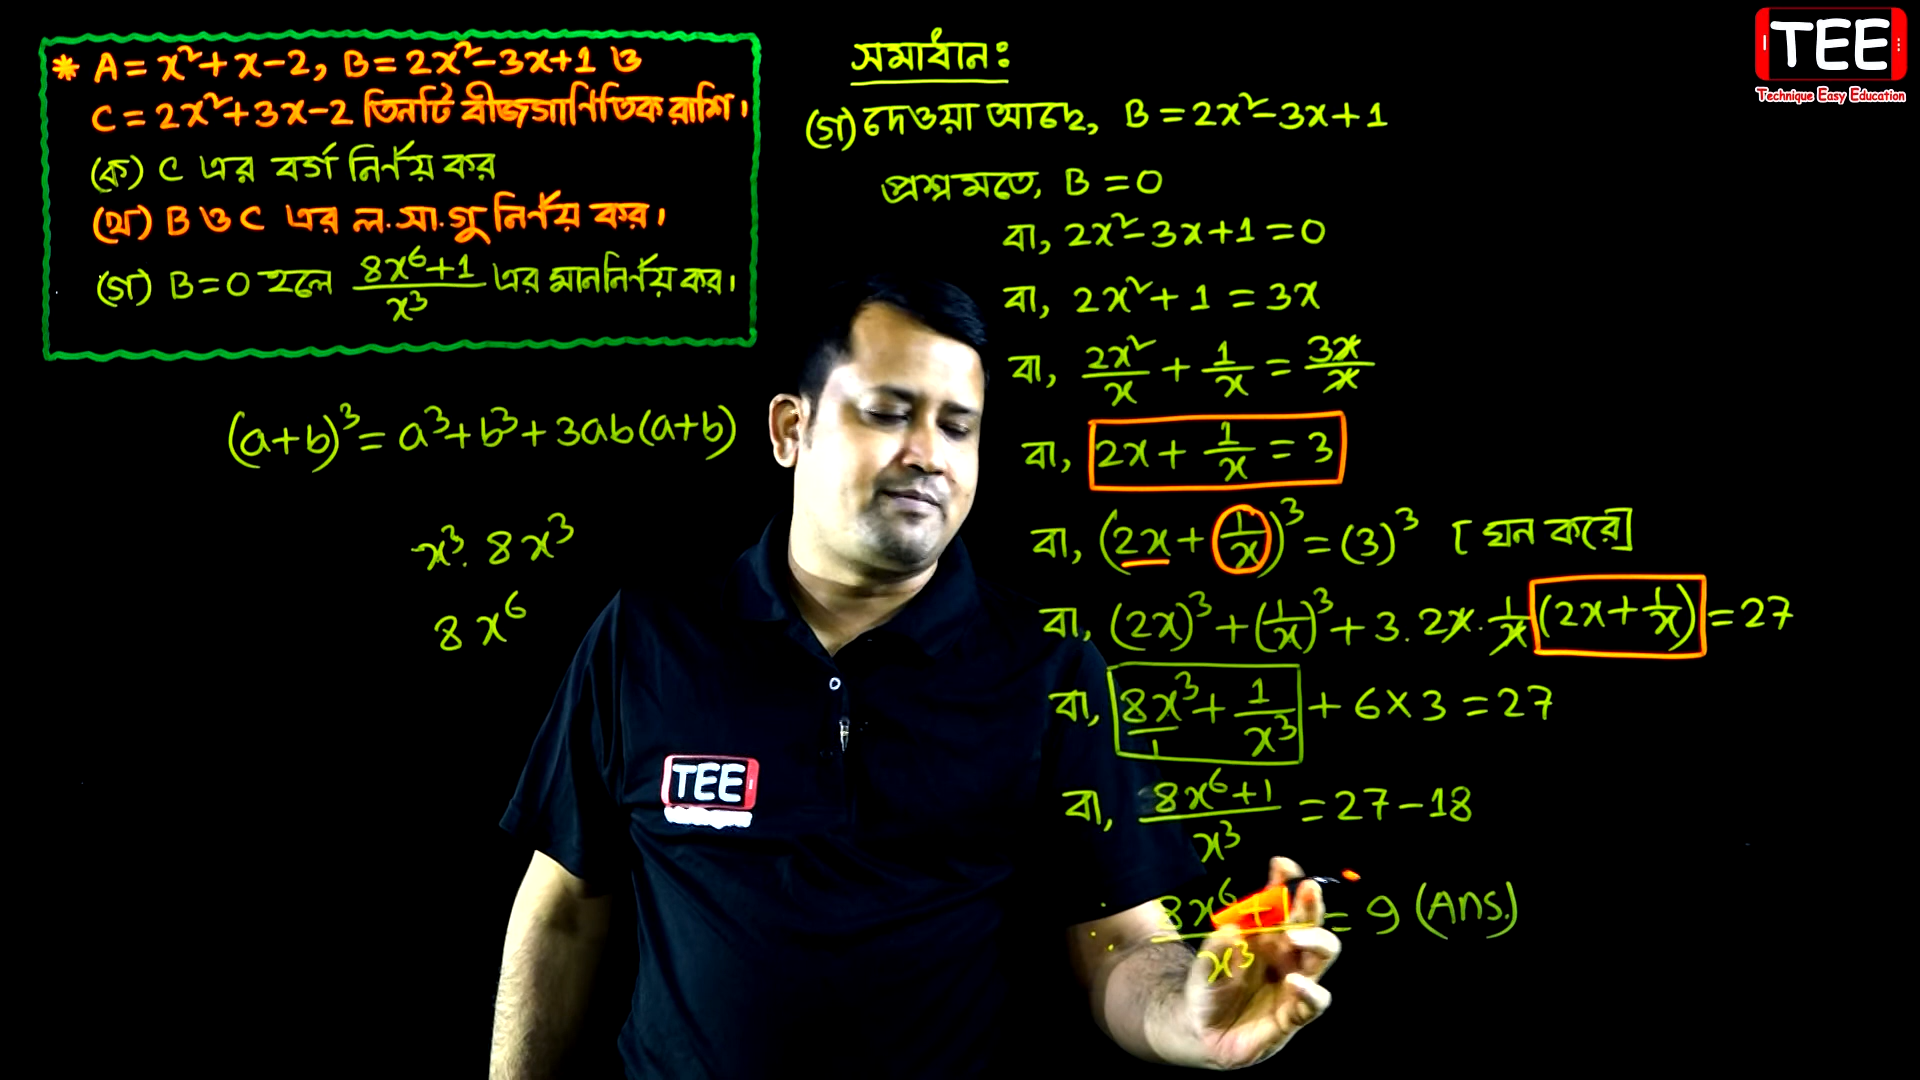 * A = x² + x - 2, B = 2x² - 3x + 1 ও
C = 2x² + 3x - 2 তিনটি বীজগাণিতিক রাশি।
(ক) C এর বর্গ নির্ণয় কর
(খ) B ও C এর ল.সা.গু নির্ণয় কর।
(গ) B = 0 হলে (8x⁶+1)/x³ এর মান নির্ণয় কর।
(a+b)³ = a³ + b³ + 3ab(a+b)
x³. 8x³
8x⁶
সমাধান:
(গ) দেওয়া আছে, B = 2x² - 3x + 1
প্রশ্নমতে, B = 0
বা, 2x² - 3x + 1 = 0
বা, 2x² + 1 = 3x
বা, 2x²/x + 1/x = 3x/x
বা, 2x + 1/x = 3
বা, (2x + 1/x)³ = (3)³ [ঘন করে]
বা, (2x)³ + (1/x)³ + 3.2x.1/x (2x + 1/x) = 27
বা, 8x³/1 + 1/x³ + 6 × 3 = 27
বা, (8x⁶+1)/x³ = 27 - 18
∴ (8x⁶+1)/x³ = 9 (Ans.)
TEE
Technique Easy Education
TEE